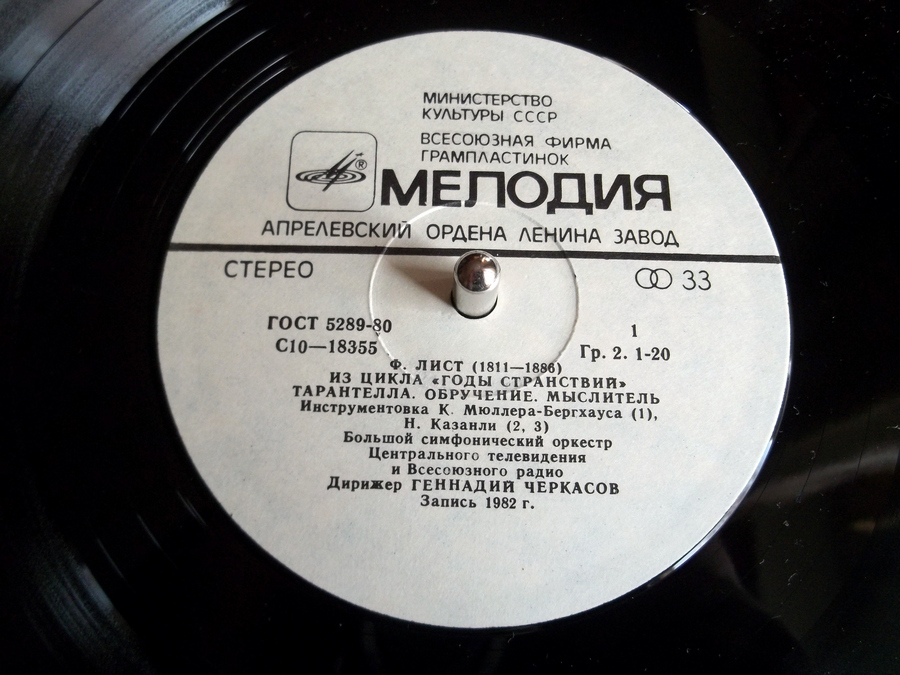 МИНИСТЕРСТВО
КУЛЬТУРЫ СССР
ВСЕСОЮЗНАЯ ФИРМА
ГРАМПЛАСТИНОК
®
МЕЛОДИЯ
АПРЕЛЕВСКИЙ ОРДЕНА ЛЕНИНА ЗАВОД
СТЕРЕО 33
ГОСТ 5289-80 1
С10—18355 Гр. 2. 1-20
Ф. ЛИСТ (1811—1886)
ИЗ ЦИКЛА «ГОДЫ СТРАНСТВИЙ»
ТАРАНТЕЛЛА. ОБРУЧЕНИЕ. МЫСЛИТЕЛЬ
Инструментовка К. Мюллера-Бергхауса (1),
Н. Казанли (2, 3)
Большой симфонический оркестр
Центрального телевидения
и Всесоюзного радио
Дирижер ГЕННАДИЙ ЧЕРКАСОВ
Запись 1982 г.